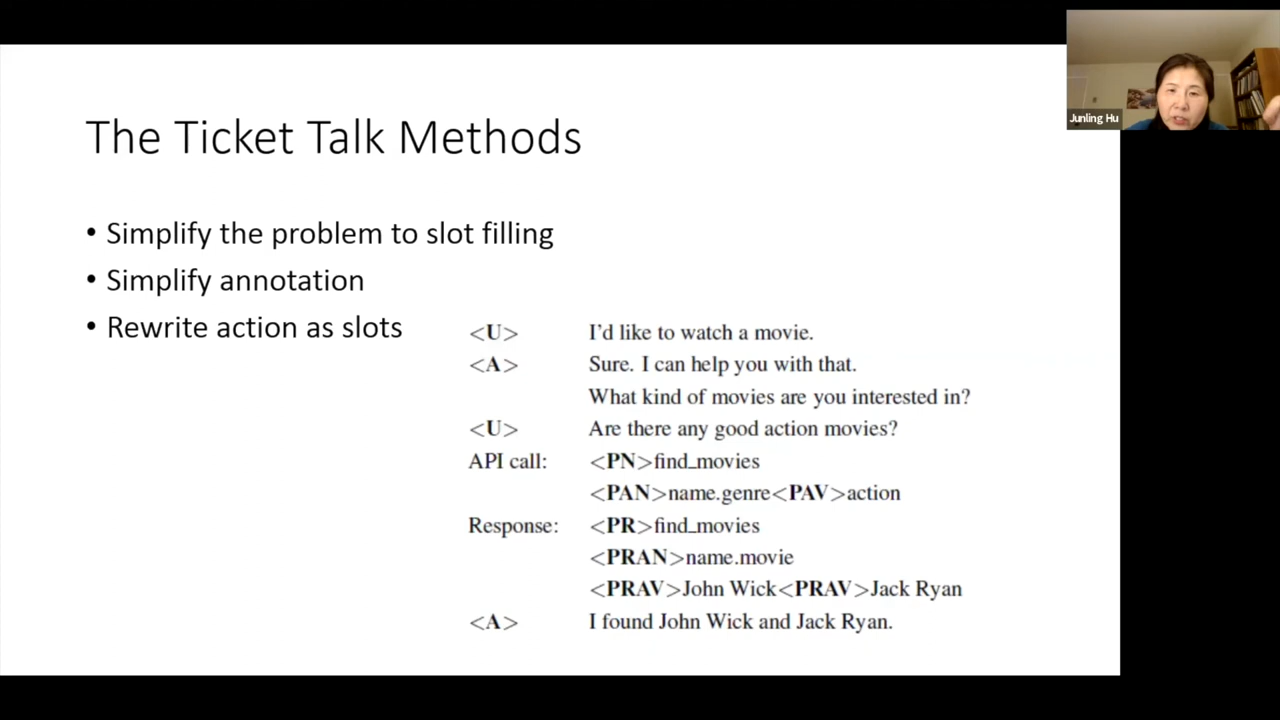 The Ticket Talk Methods
Junling Hu
• Simplify the problem to slot filling
• Simplify annotation
• Rewrite action as slots
<U> I'd like to watch a movie.
<A> Sure. I can help you with that.
What kind of movies are you interested in?
<U> Are there any good action movies?
API call: <PN>find_movies
<PAN>name.genre<PAV>action
Response: <PR>find_movies
<PRAN>name.movie
<PRAV>John Wick<PRAV>Jack Ryan
<A> I found John Wick and Jack Ryan.